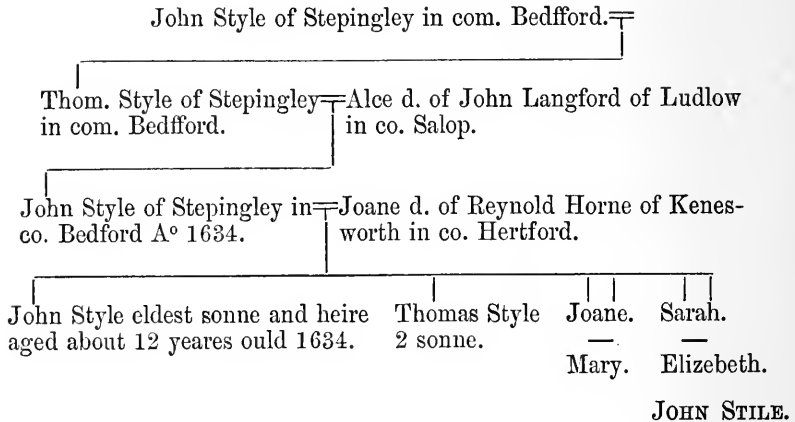 John Style of Stepingley in com. Bedfford.
Thom. Style of Stepingley
in com. Bedfford.
Alce d. of John Langford of Ludlow
in co. Salop.
John Style of Stepingley in
co. Bedford Aº 1634.
Joane d. of Reynold Horne of Kenes-
worth in co. Hertford.
John Style eldest sonne and heire
aged about 12 yeares ould 1634.
Thomas Style
2 sonne.
Joane.
Mary.
Sarah.
Elizebeth.
JOHN STILE.